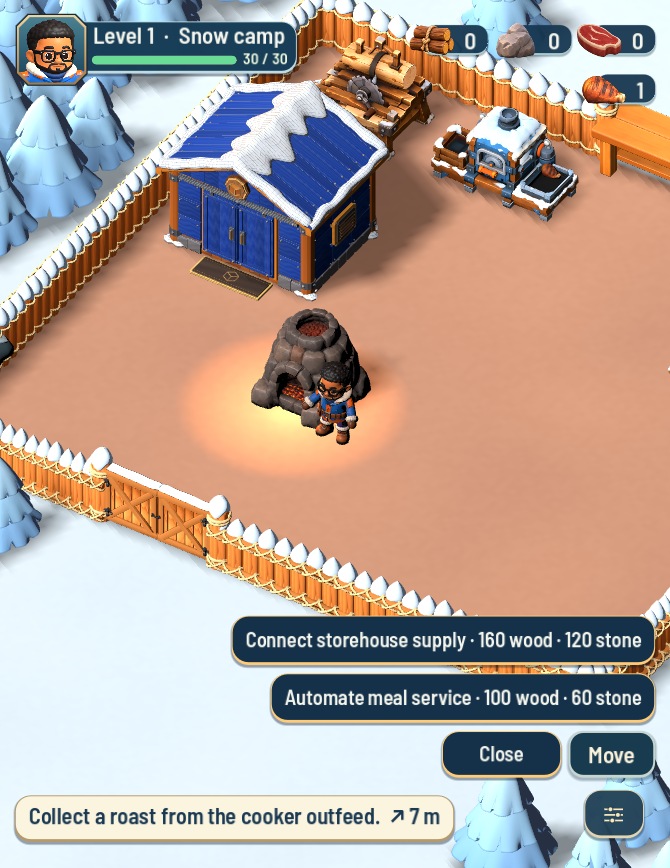 Level 1 · Snow camp
30 / 30
0
0
0
1
Connect storehouse supply · 160 wood · 120 stone
Automate meal service · 100 wood · 60 stone
Close
Move
Collect a roast from the cooker outfeed. ↗ 7 m